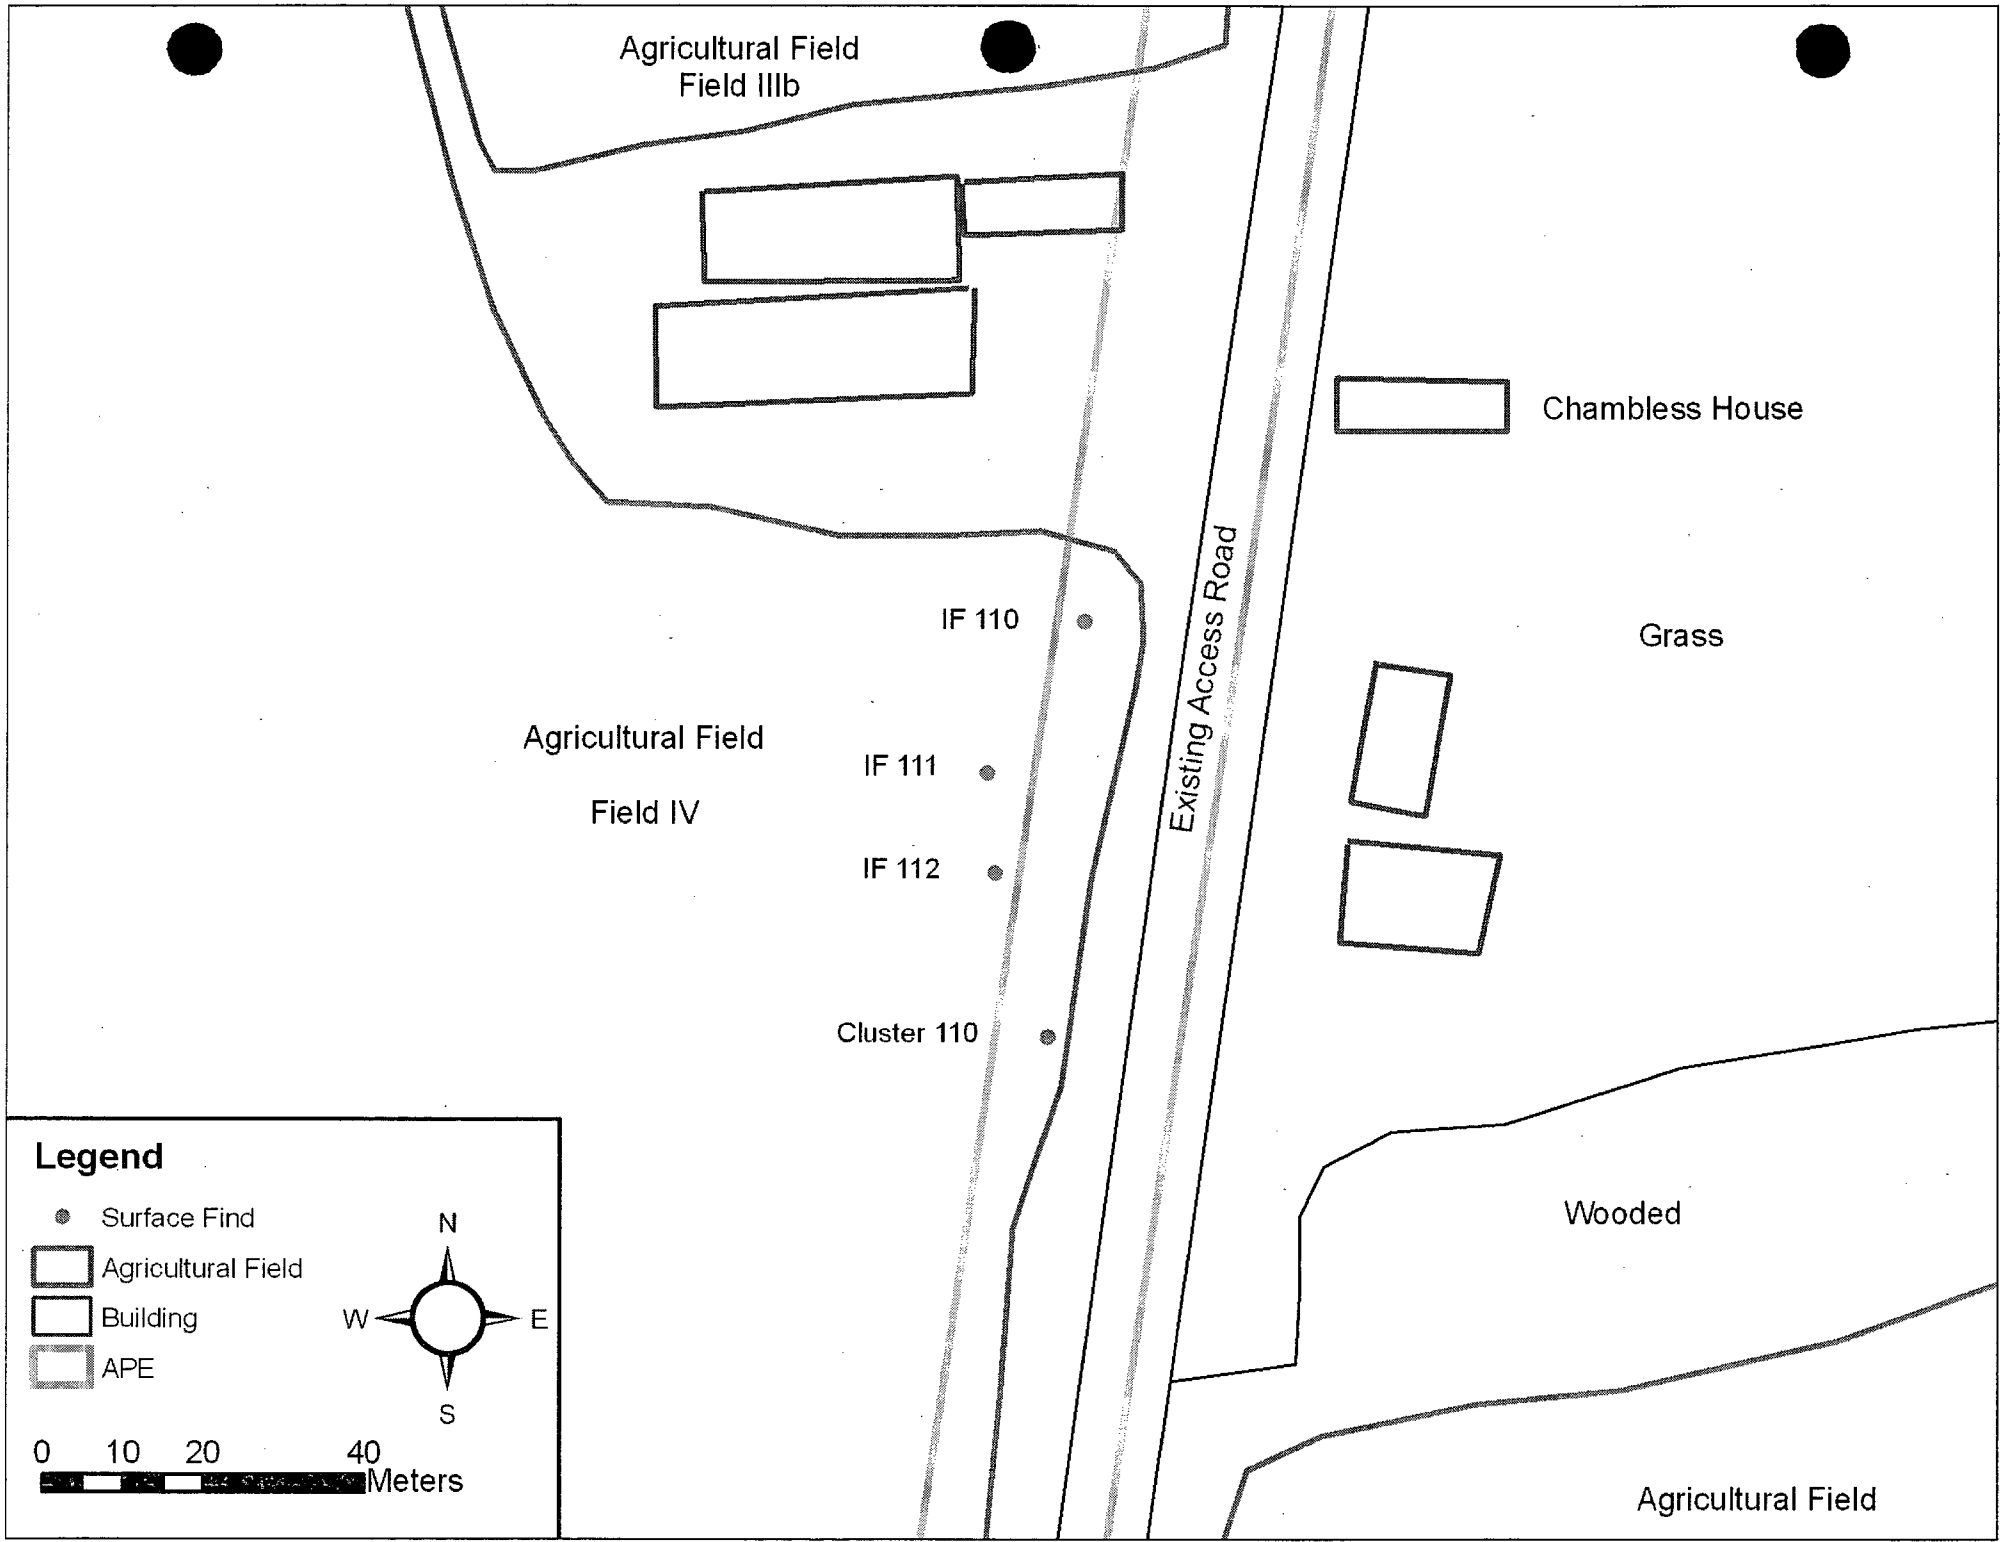 Agricultural Field
Field IIIb
Chambless House
Existing Access Road
IF 110
Grass
Agricultural Field
IF 111
Field IV
IF 112
Cluster 110
Legend
Surface Find
Agricultural Field
Building
APE
N
W
E
S
0 10 20 40
Meters
Wooded
Agricultural Field